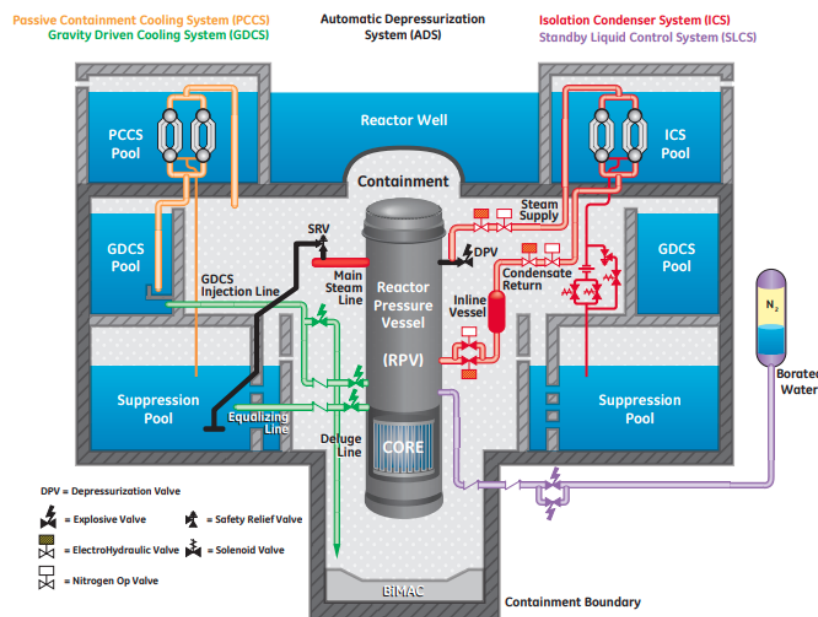 Passive Containment Cooling System (PCCS)
Gravity Driven Cooling System (GDCS)
Automatic Depressurization
System (ADS)
Isolation Condenser System (ICS)
Standby Liquid Control System (SLCS)
PCCS
Pool
Reactor Well
ICS
Pool
Containment
Steam
Supply
SRV
DPV
GDCS
Pool
GDCS
Injection Line
Main
Steam
Line
Reactor
Pressure
Vessel
(RPV)
Inline
Vessel
Condensate
Return
GDCS
Pool
N2
Borated
Water
Suppression
Pool
Equalizing
Line
Deluge
Line
CORE
Suppression
Pool
DPV = Depressurization Valve
= Explosive Valve
= Safety Relief Valve
= ElectroHydraulic Valve
= Solenoid Valve
= Nitrogen Op Valve
BiMAC
Containment Boundary